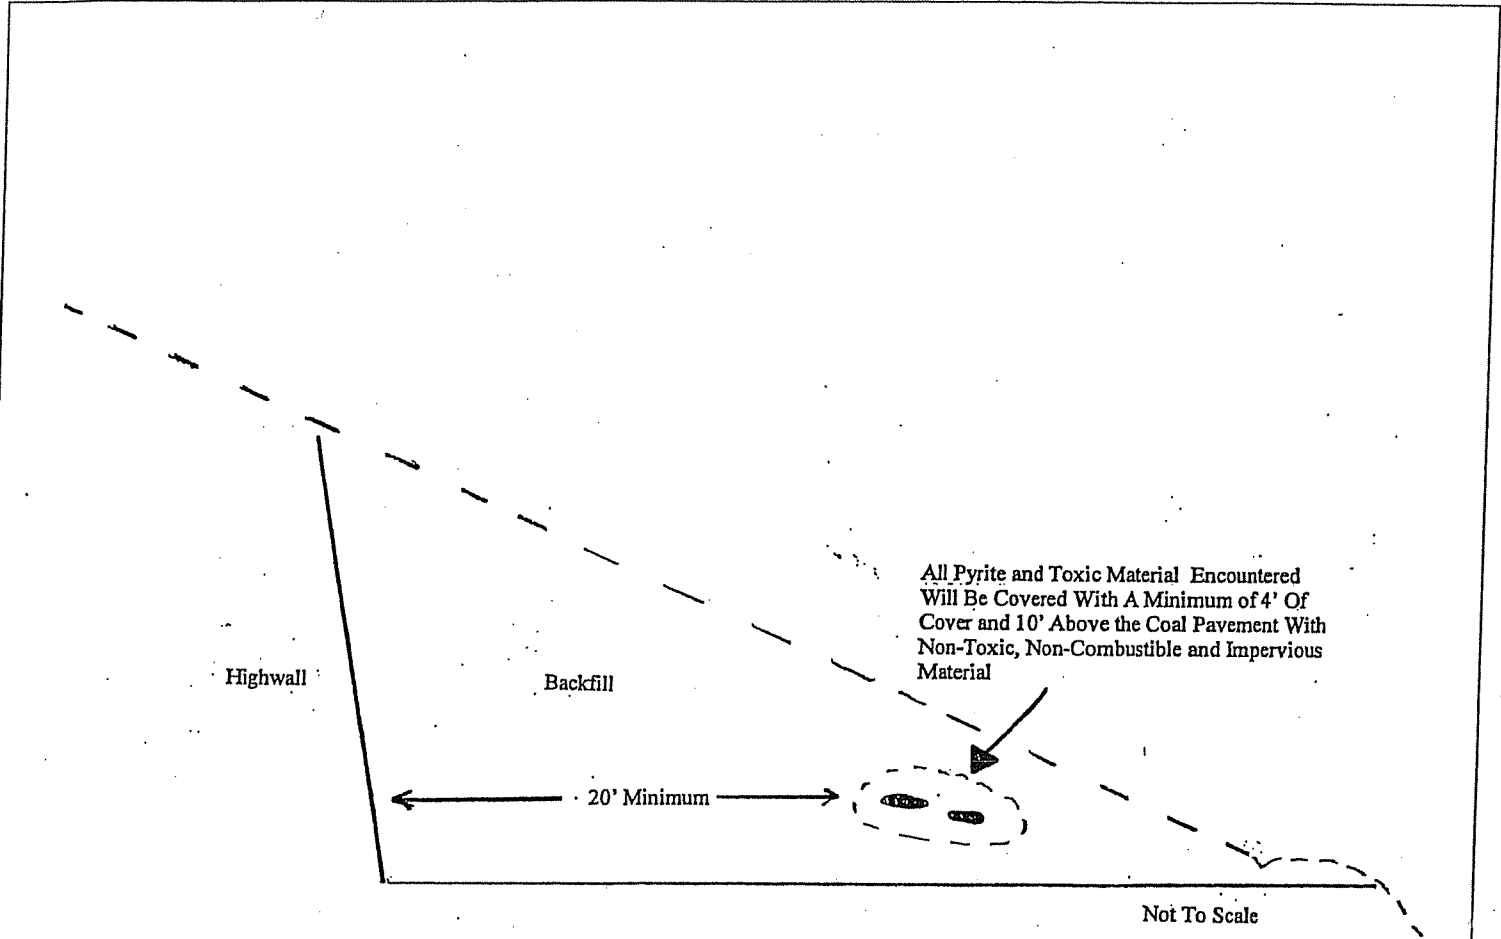 All Pyrite and Toxic Material Encountered
Will Be Covered With A Minimum of 4' Of
Cover and 10' Above the Coal Pavement With
Non-Toxic, Non-Combustible and Impervious
Material
Highwall
Backfill
20' Minimum
Not To Scale